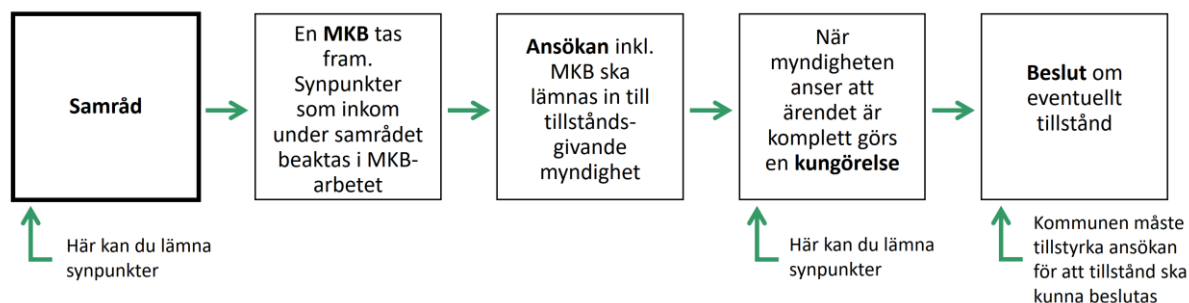 Samråd
En MKB tas
fram.
Synpunkter
som inkom
under samrådet
beaktas i MKB-
arbetet
Ansökan inkl.
MKB ska
lämnas in till
tillstånds-
givande
myndighet
När
myndigheten
anser att
ärendet är
komplett görs
en kungörelse
Beslut om
eventuellt
tillstånd
Här kan du lämna
synpunkter
Här kan du lämna
synpunkter
Kommunen måste
tillstyrka ansökan
för att tillstånd ska
kunna beslutas